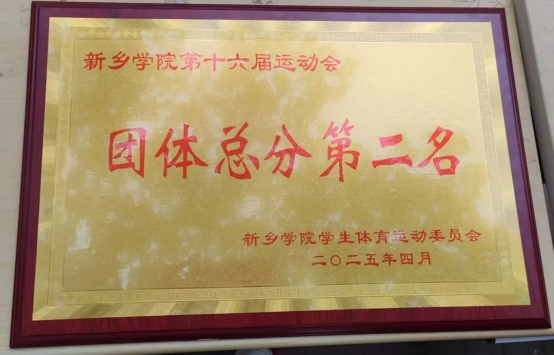 新乡学院第十六届运动会
团体总分第二名
新乡学院学生体育运动委员会
二〇二五年四月